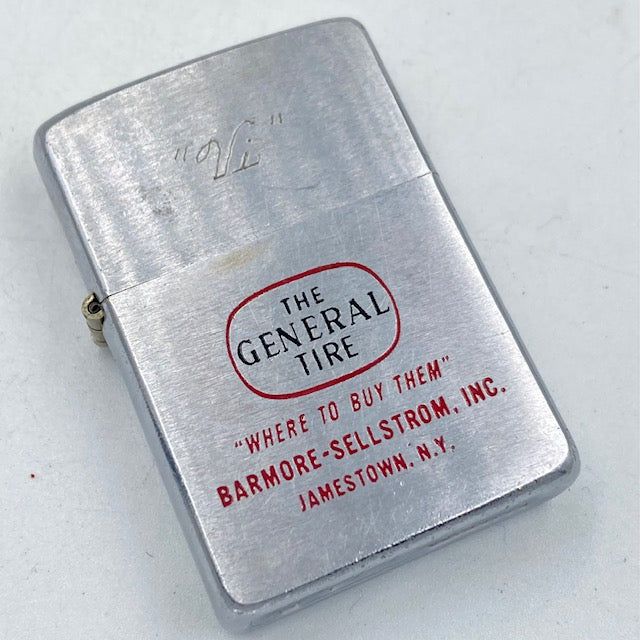 "Vi"
THE
GENERAL
TIRE
"WHERE TO BUY THEM"
BARMORE-SELLSTROM, INC.
JAMESTOWN, N.Y.